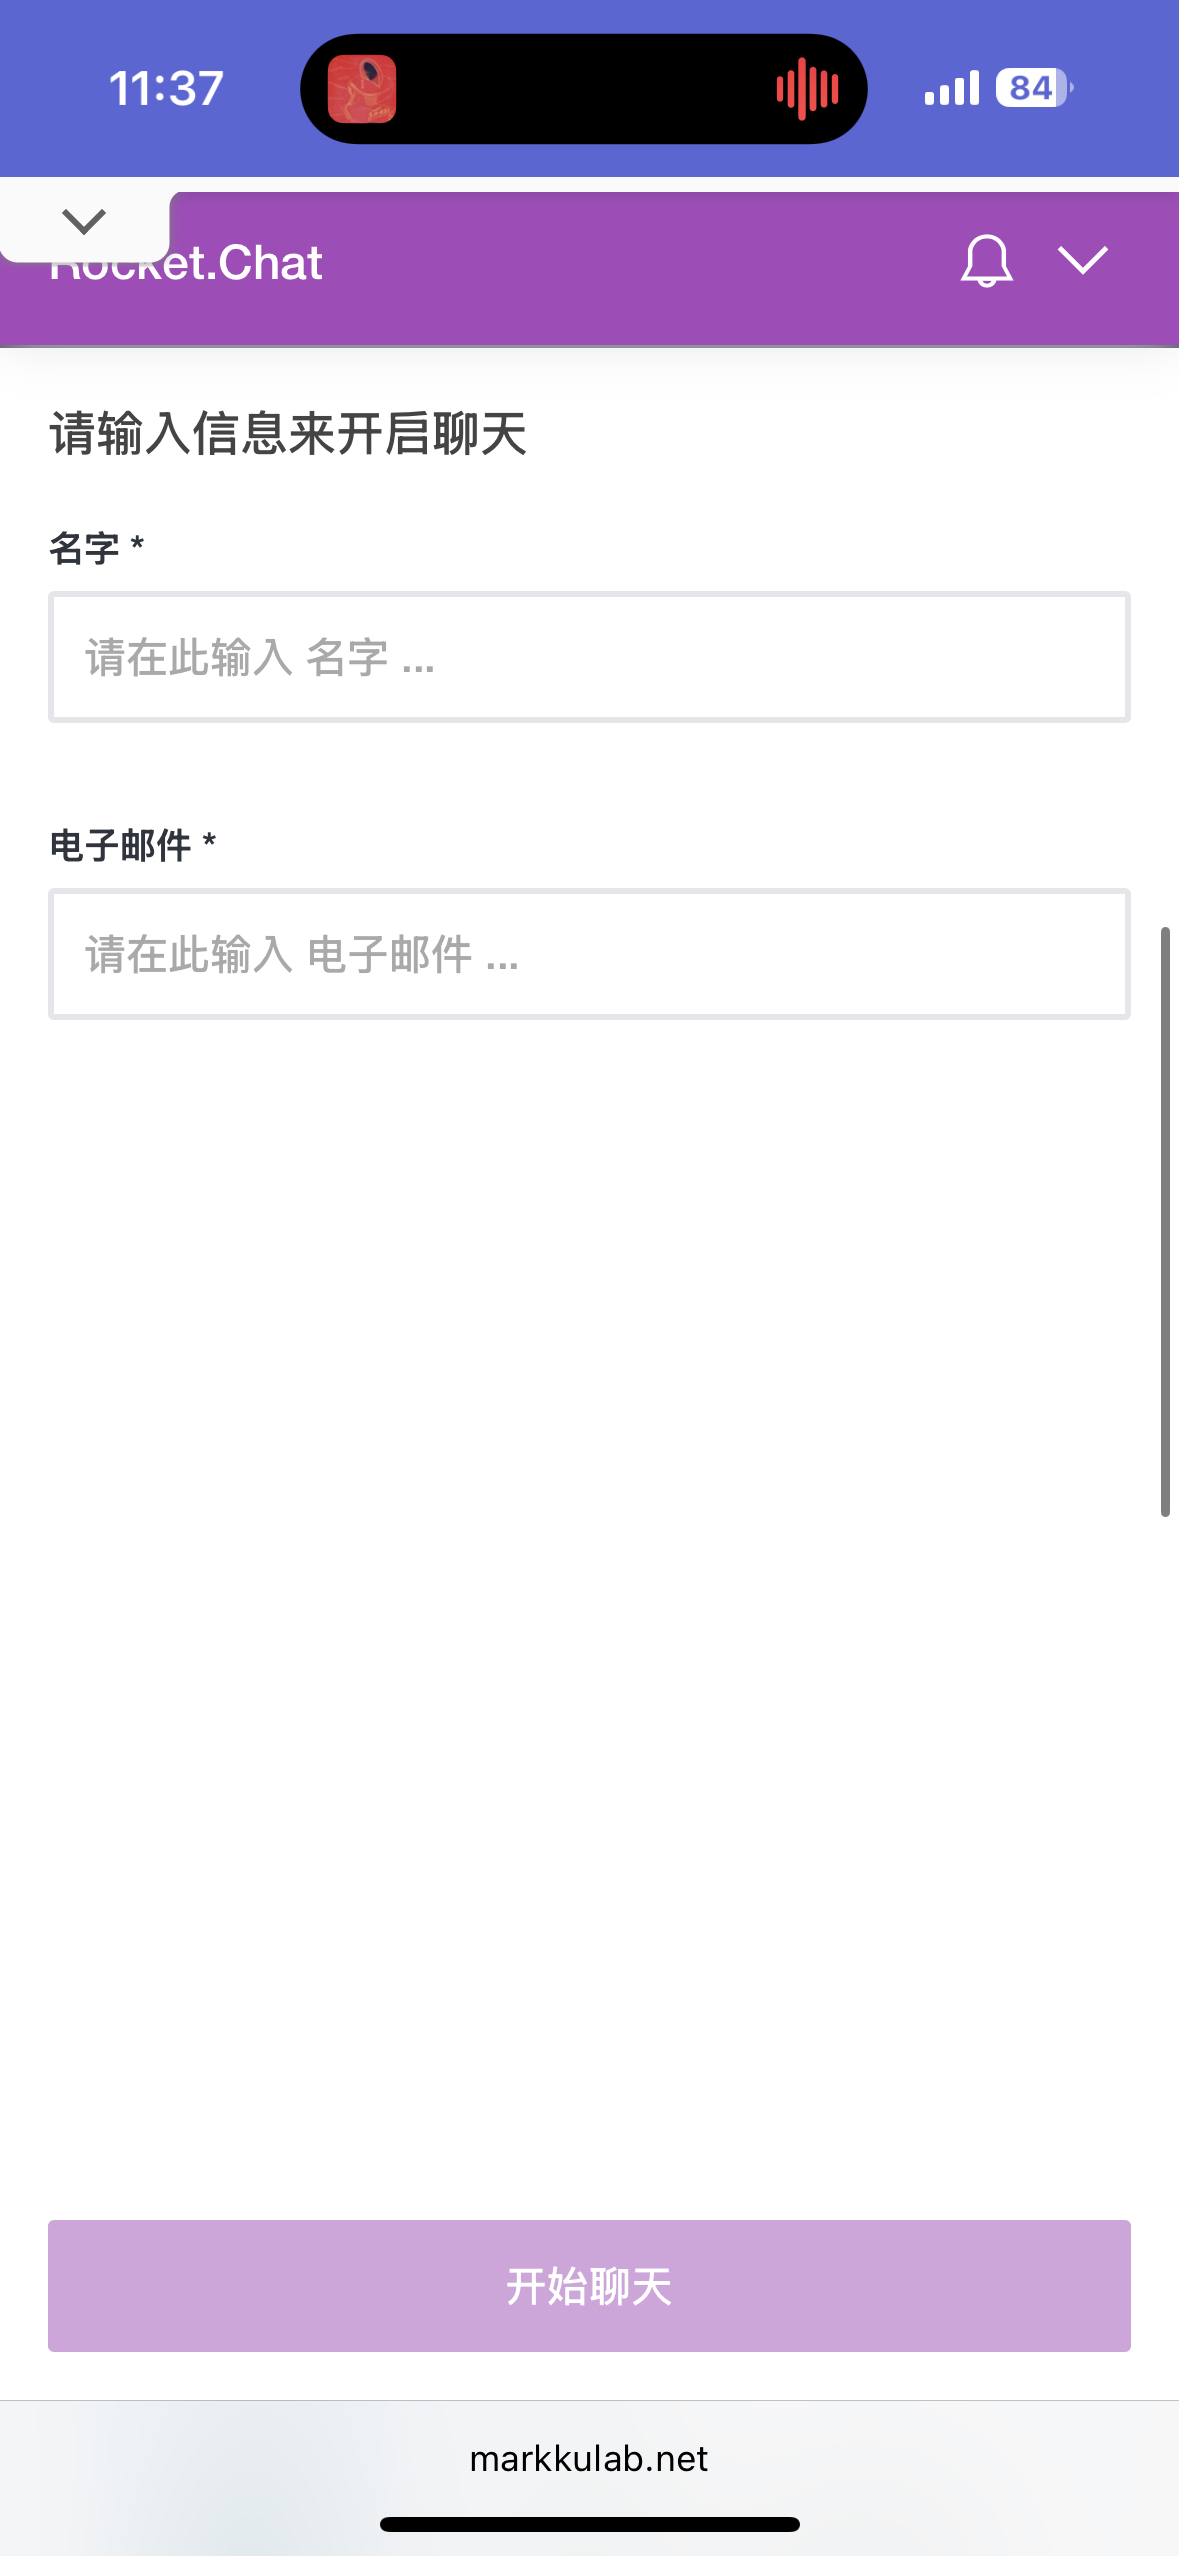 11:37
84
Rocket.Chat
请输入信息来开启聊天
名字 *
请在此输入 名字 ...
电子邮件 *
请在此输入 电子邮件 ...
开始聊天
markkulab.net